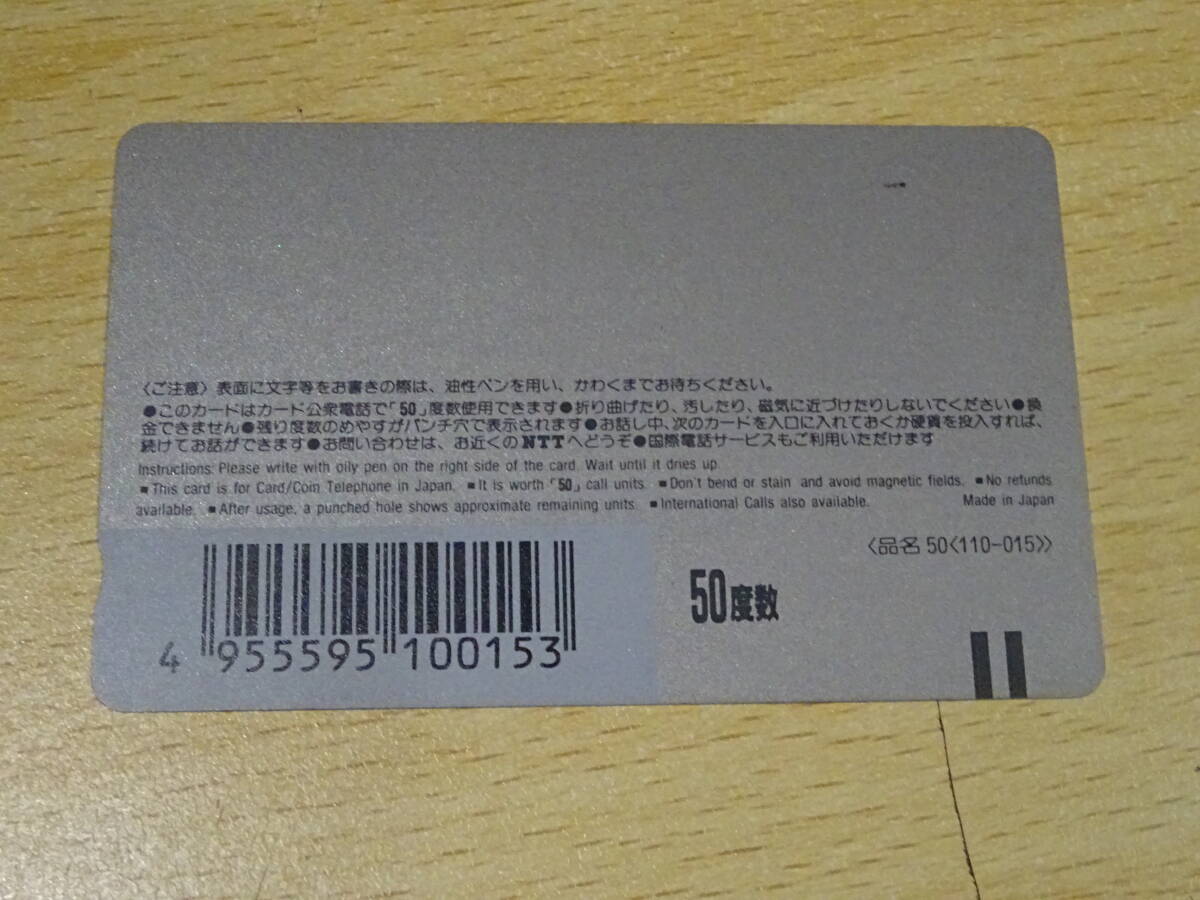 〈ご注意〉表面に文字等をお書きの際は、油性ペンを用い、かわくまでお待ちください。
●このカードはカード公衆電話で「50」度数使用できます●折り曲げたり、汚したり、磁気に近づけたりしないでください●換
金できません●残り度数のめやすがパンチ穴で表示されます●お話し中、次のカードを入口に入れておくか硬貨を投入すれば、
続けてお話ができます●お問い合わせは、お近くのNTTへどうぞ●国際電話サービスもご利用いただけます
Instructions: Please write with oily pen on the right side of the card. Wait until it dries up.
■This card is for Card/Coin Telephone in Japan. ■It is worth「50」call units. ■Don't bend or stain and avoid magnetic fields. ■No refunds
available. ■After usage, a punched hole shows approximate remaining units. ■International Calls also available. Made in Japan
〈品名 50〈110-015〉〉
50度数
4 955595 100153